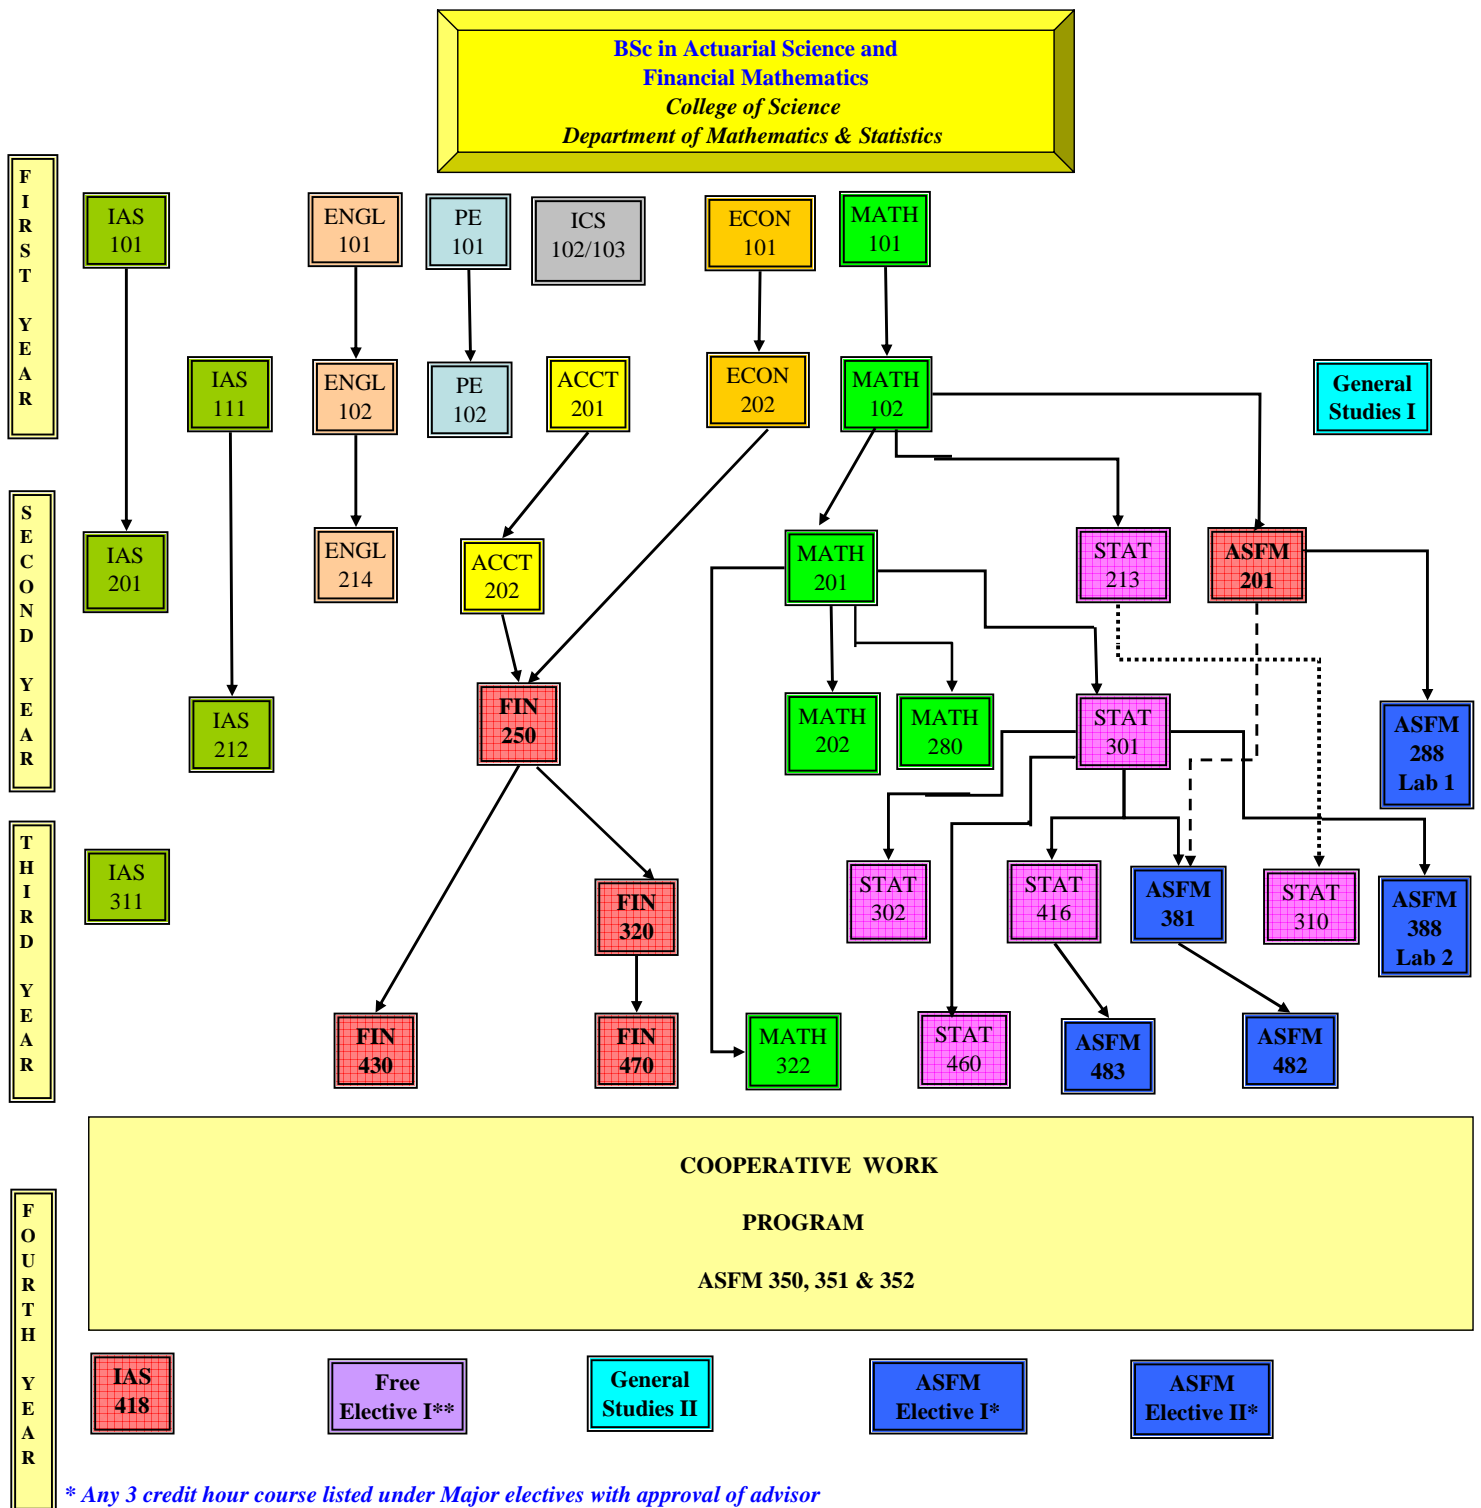 BSc in Actuarial Science and
Financial Mathematics
College of Science
Department of Mathematics & Statistics
FIRST YEAR
IAS
101
ENGL
101
PE
101
ICS
102/103
ECON
101
MATH
101
IAS
111
ENGL
102
PE
102
ACCT
201
ECON
202
MATH
102
General
Studies I
SECOND YEAR
IAS
201
ENGL
214
ACCT
202
MATH
201
STAT
213
ASFM
201
IAS
212
FIN
250
MATH
202
MATH
280
STAT
301
ASFM
288
Lab 1
THIRD YEAR
IAS
311
FIN
320
STAT
302
STAT
416
ASFM
381
STAT
310
ASFM
388
Lab 2
FIN
430
FIN
470
MATH
322
STAT
460
ASFM
483
ASFM
482
COOPERATIVE WORK
PROGRAM
ASFM 350, 351 & 352
FOURTH YEAR
IAS
418
Free
Elective I**
General
Studies II
ASFM
Elective I*
ASFM
Elective II*
* Any 3 credit hour course listed under Major electives with approval of advisor